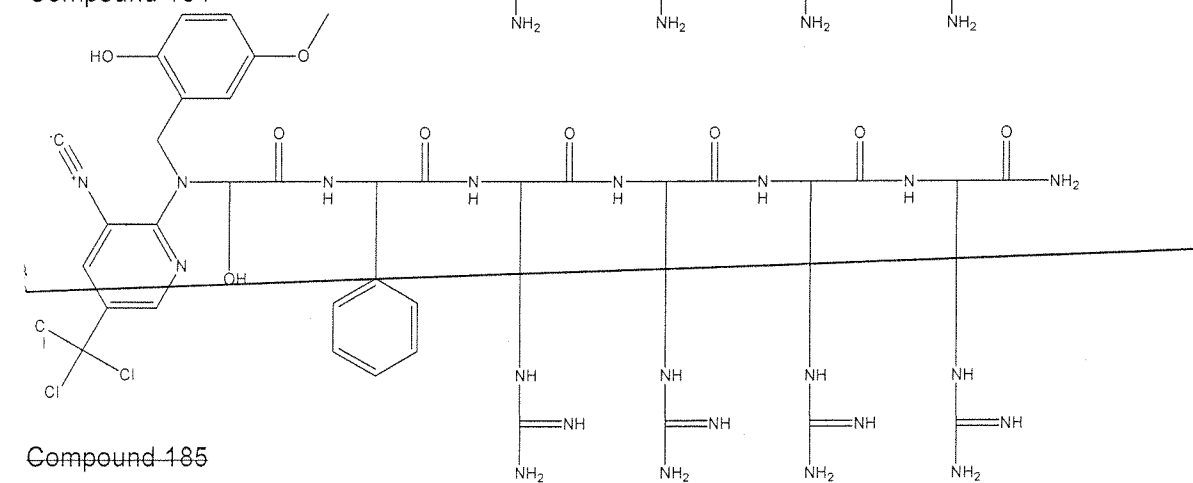 NH2 NH2 NH2 NH2
HO O
C O O O O O O
N N N H N H N H N H N H N H NH2
N OH
Cl
Cl Cl NH NH NH NH
NH NH NH NH
Compound 185
NH2 NH2 NH2 NH2